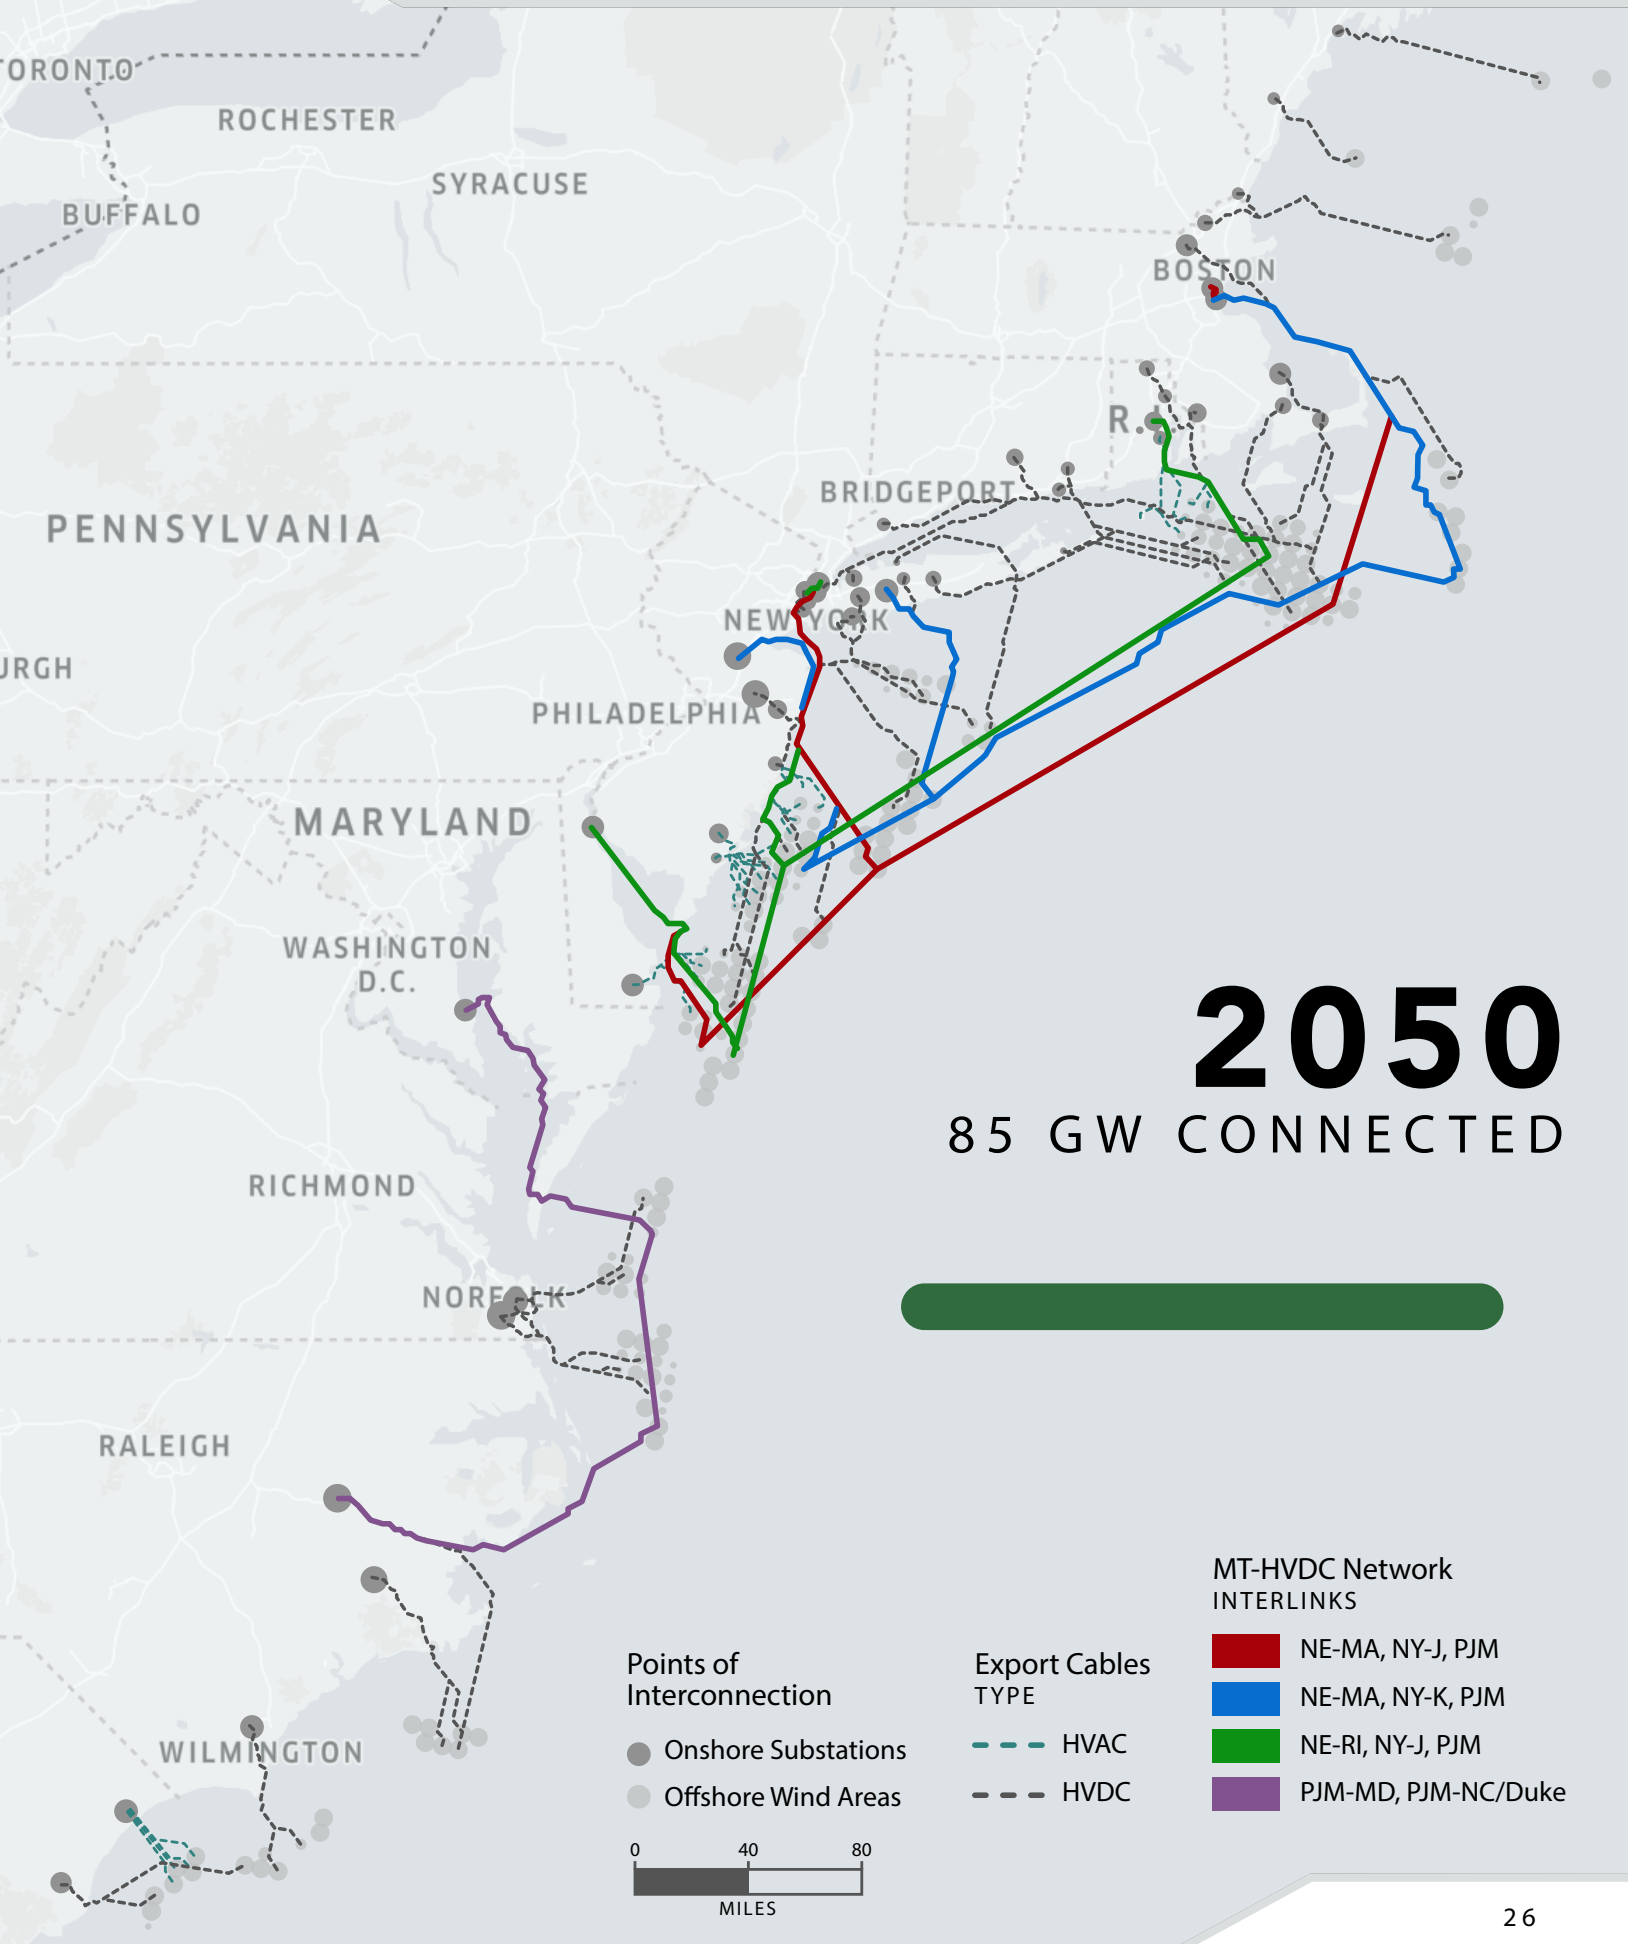 TORONTO
ROCHESTER
SYRACUSE
BUFFALO
BOSTON
R.I.
BRIDGEPORT
PENNSYLVANIA
NEW YORK
URGH
PHILADELPHIA
MARYLAND
WASHINGTON
D.C.
2050
85 GW CONNECTED
RICHMOND
NORFOLK
RALEIGH
WILMINGTON
Points of
Interconnection
Onshore Substations
Offshore Wind Areas
0 40 80
MILES
Export Cables
TYPE
HVAC
HVDC
MT-HVDC Network
INTERLINKS
NE-MA, NY-J, PJM
NE-MA, NY-K, PJM
NE-RI, NY-J, PJM
PJM-MD, PJM-NC/Duke
26